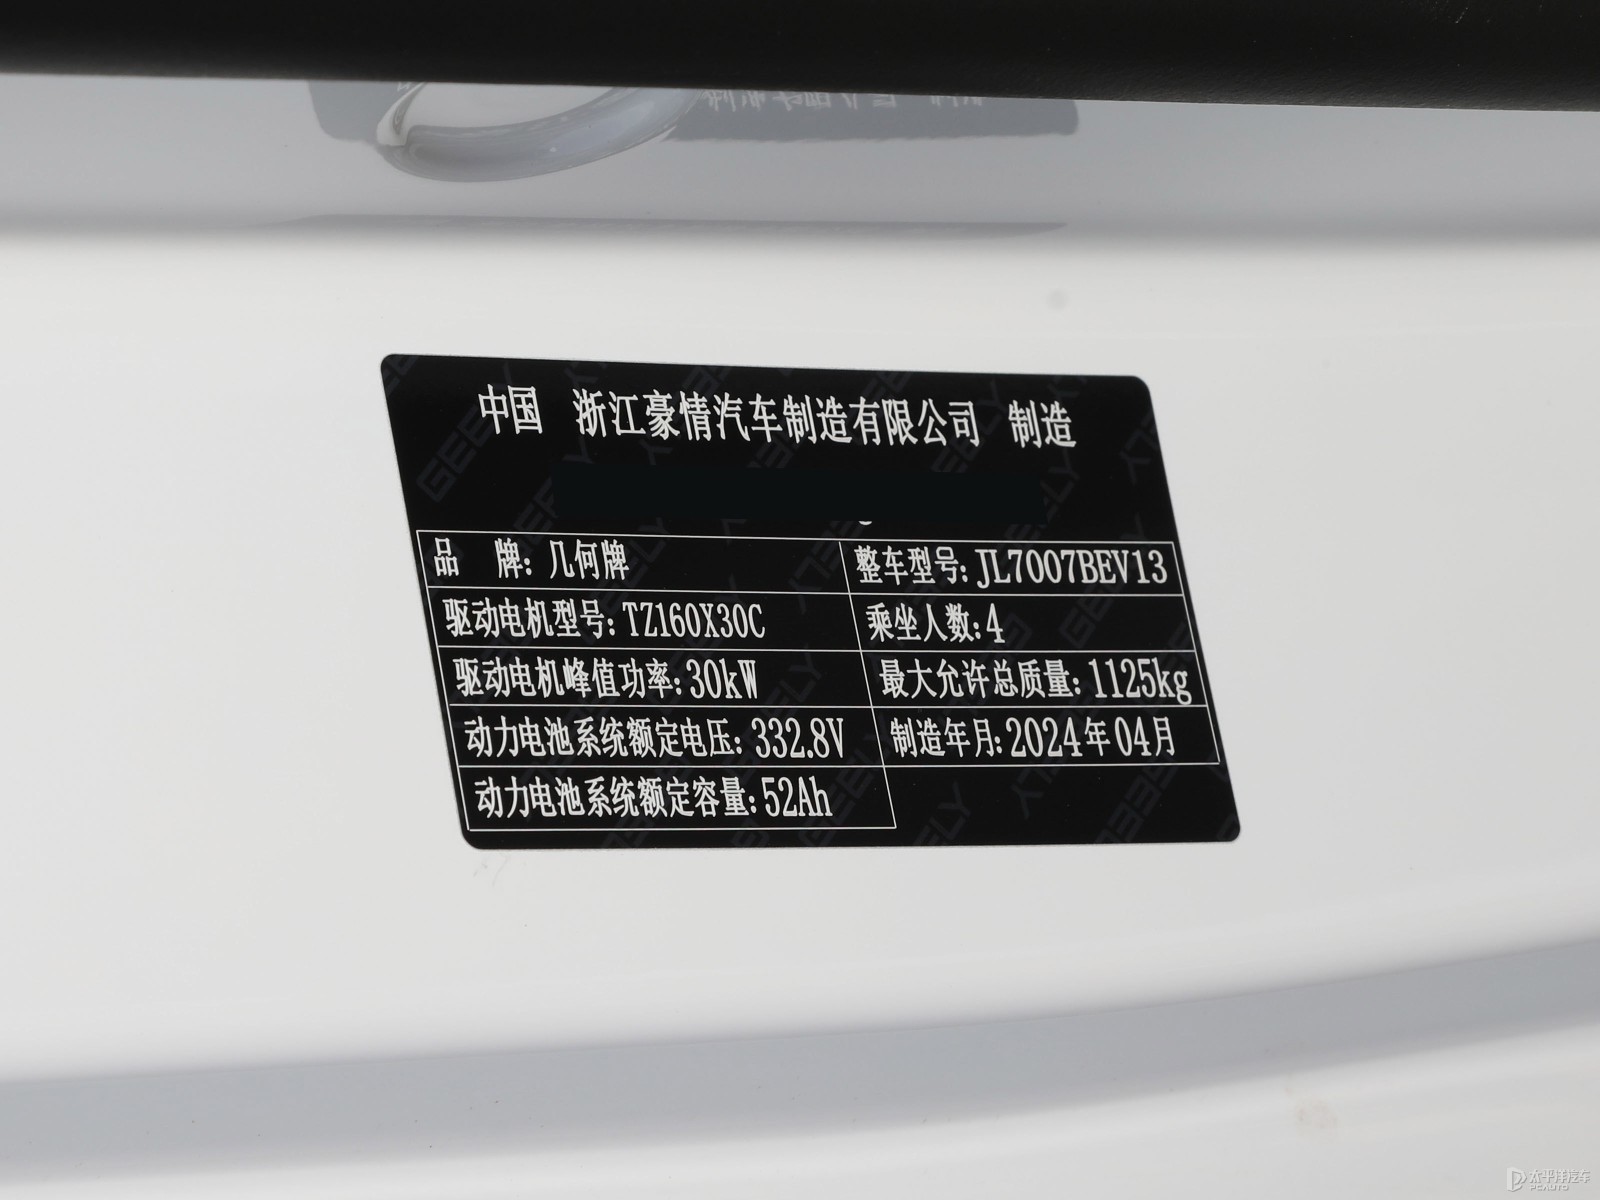 中国 浙江豪情汽车制造有限公司 制造
品 牌: 几何牌 整车型号: JL7007BEV13
驱动电机型号: TZ160X30C 乘坐人数: 4
驱动电机峰值功率: 30kW 最大允许总质量: 1125kg
动力电池系统额定电压: 332.8V 制造年月: 2024年04月
动力电池系统额定容量: 52Ah
太平洋汽车
PCAUTO